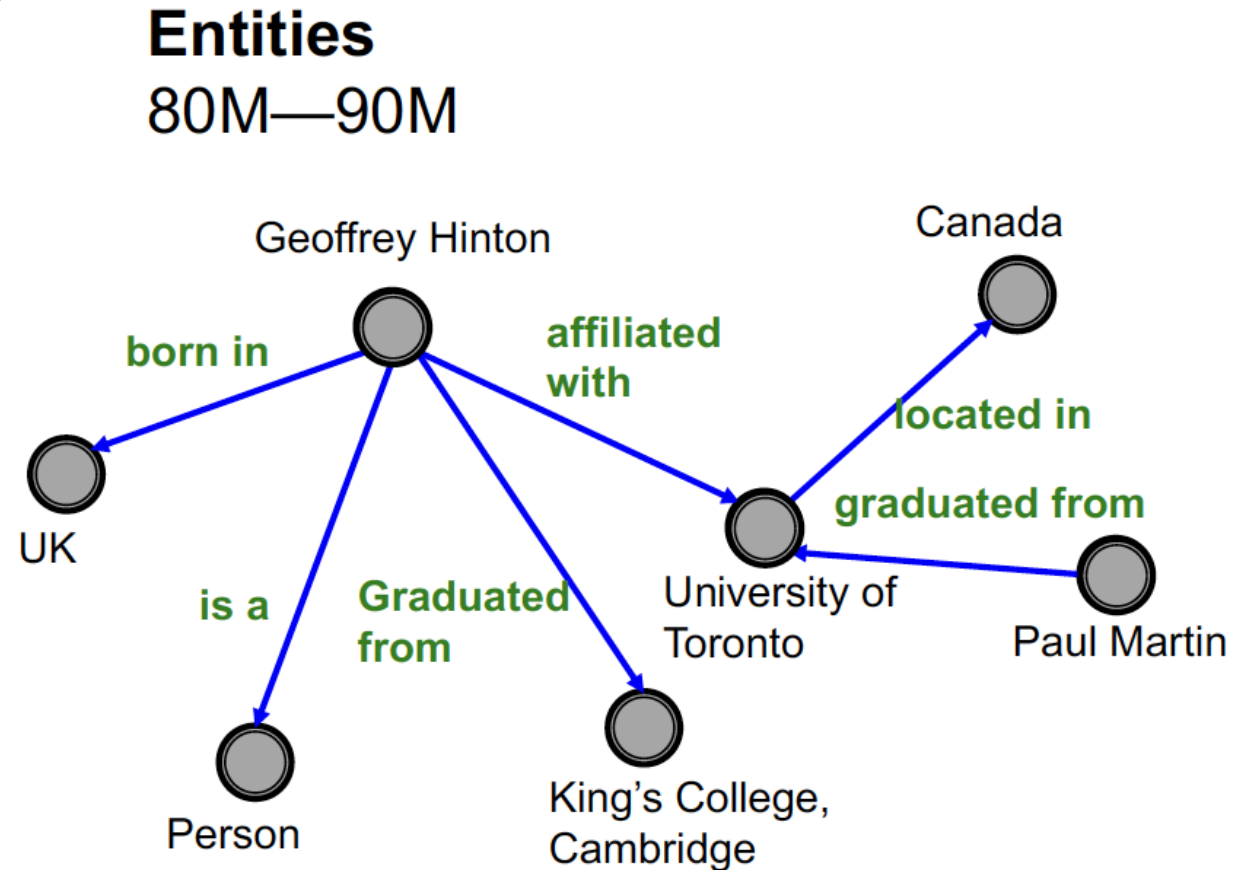 Entities
80M—90M
Canada
Geoffrey Hinton
affiliated
with
born in
located in
graduated from
UK
University of
Toronto
Graduated
from
is a
Paul Martin
King’s College,
Cambridge
Person